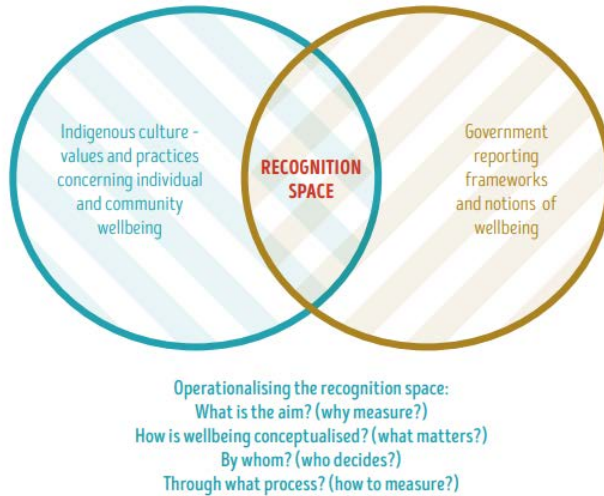 Indigenous culture -
values and practices
concerning individual
and community
wellbeing
RECOGNITION
SPACE
Government
reporting
frameworks
and notions of
wellbeing
Operationalising the recognition space:
What is the aim? (why measure?)
How is wellbeing conceptualised? (what matters?)
By whom? (who decides?)
Through what process? (how to measure?)